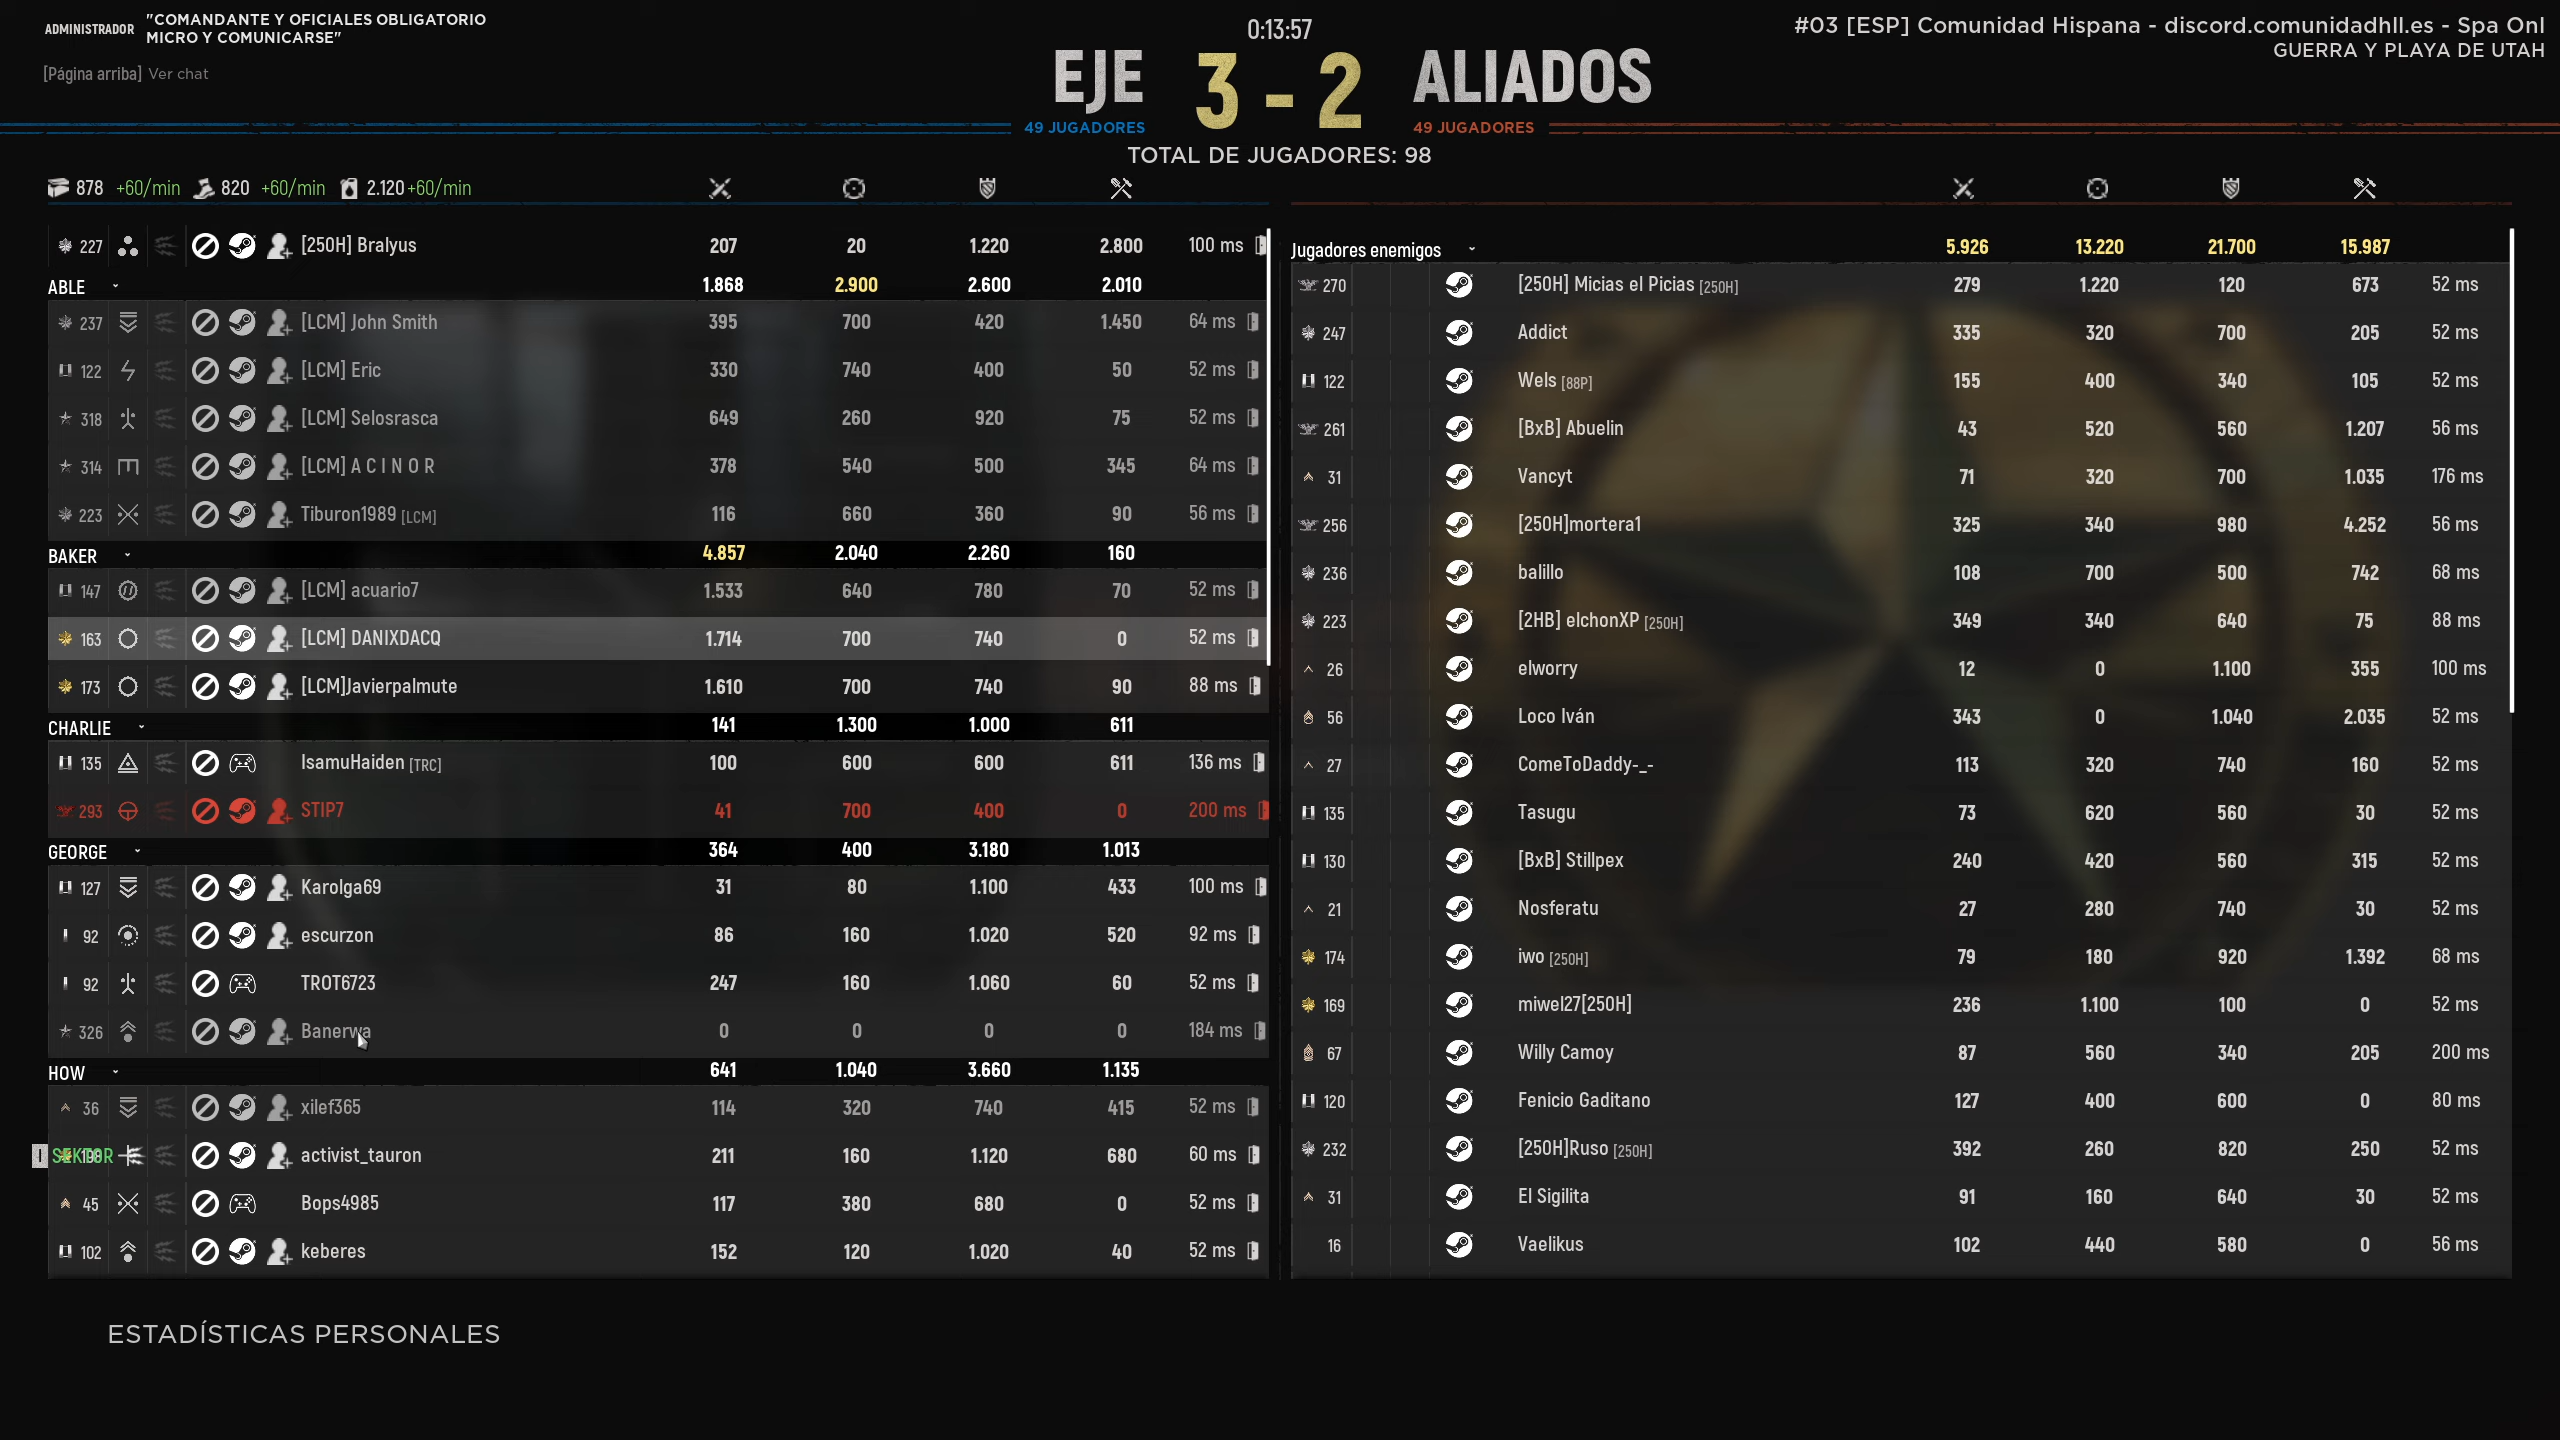 ADMINISTRADOR "COMANDANTE Y OFICIALES OBLIGATORIO
MICRO Y COMUNICARSE"
[Página arriba] Ver chat
0:13:57
EJE 3 - 2 ALIADOS
49 JUGADORES 49 JUGADORES
TOTAL DE JUGADORES: 98
#03 [ESP] Comunidad Hispana - discord.comunidadhll.es - Spa Onl
GUERRA Y PLAYA DE UTAH
878 +60/min 820 +60/min 2.120 +60/min
227 [250H] Bralyus 207 20 1.220 2.800 100 ms
ABLE 1.868 2.900 2.600 2.010
237 [LCM] John Smith 395 700 420 1.450 64 ms
122 [LCM] Eric 330 740 400 50 52 ms
318 [LCM] Selosrasca 649 260 920 75 52 ms
314 [LCM] A C I N O R 378 540 500 345 64 ms
223 Tiburon1989 [LCM] 116 660 360 90 56 ms
BAKER 4.857 2.040 2.260 160
147 [LCM] acuario7 1.533 640 780 70 52 ms
163 [LCM] DANIXDACQ 1.714 700 740 0 52 ms
173 [LCM]Javierpalmute 1.610 700 740 90 88 ms
CHARLIE 141 1.300 1.000 611
135 IsamuHaiden [TRC] 100 600 600 611 136 ms
293 STIP7 41 700 400 0 200 ms
GEORGE 364 400 3.180 1.013
127 Karolga69 31 80 1.100 433 100 ms
92 escurzon 86 160 1.020 520 92 ms
92 TROT6723 247 160 1.060 60 52 ms
326 Banerwa 0 0 0 0 184 ms
HOW 641 1.040 3.660 1.135
36 xilef365 114 320 740 415 52 ms
I SEKTOR activist_tauron 211 160 1.120 680 60 ms
45 Bops4985 117 380 680 0 52 ms
102 keberes 152 120 1.020 40 52 ms
Jugadores enemigos 5.926 13.220 21.700 15.987
270 [250H] Micias el Picias [250H] 279 1.220 120 673 52 ms
247 Addict 335 320 700 205 52 ms
122 Wels [88P] 155 400 340 105 52 ms
261 [BxB] Abuelin 43 520 560 1.207 56 ms
31 Vancyt 71 320 700 1.035 176 ms
256 [250H]mortera1 325 340 980 4.252 56 ms
236 balillo 108 700 500 742 68 ms
223 [2HB] elchonXP [250H] 349 340 640 75 88 ms
26 elworry 12 0 1.100 355 100 ms
56 Loco Iván 343 0 1.040 2.035 52 ms
27 ComeToDaddy-_- 113 320 740 160 52 ms
135 Tasugu 73 620 560 30 52 ms
130 [BxB] Stillpex 240 420 560 315 52 ms
21 Nosferatu 27 280 740 30 52 ms
174 iwo [250H] 79 180 920 1.392 68 ms
169 miwel27[250H] 236 1.100 100 0 52 ms
67 Willy Camoy 87 560 340 205 200 ms
120 Fenicio Gaditano 127 400 600 0 80 ms
232 [250H]Ruso [250H] 392 260 820 250 52 ms
31 El Sigilita 91 160 640 30 52 ms
16 Vaelikus 102 440 580 0 56 ms
ESTADÍSTICAS PERSONALES